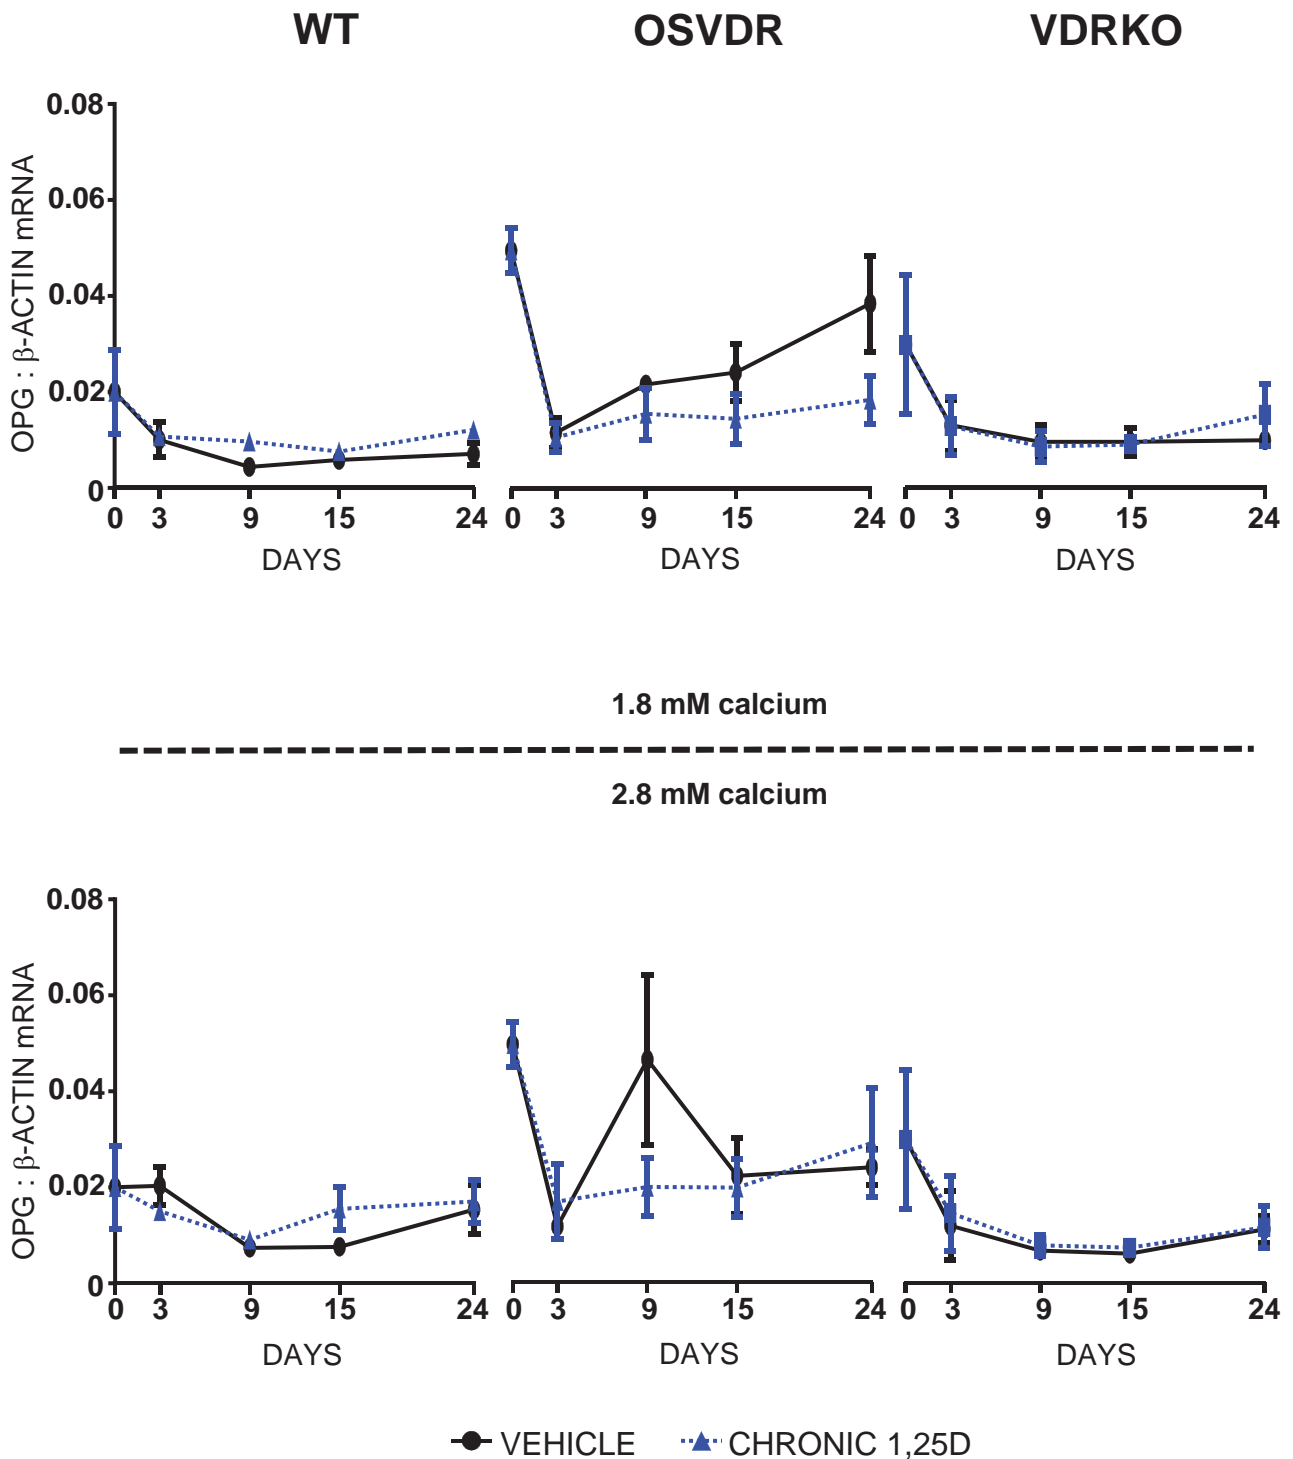 WT OSVDR VDRKO
OPG : β-ACTIN mRNA
0.08
0.06
0.04
0.02
0
0 3 9 15 24 0 3 9 15 24 0 3 9 15 24
DAYS DAYS DAYS
1.8 mM calcium
2.8 mM calcium
OPG : β-ACTIN mRNA
0.08
0.06
0.04
0.02
0
0 3 9 15 24 0 3 9 15 24 0 3 9 15 24
DAYS DAYS DAYS
VEHICLE CHRONIC 1,25D